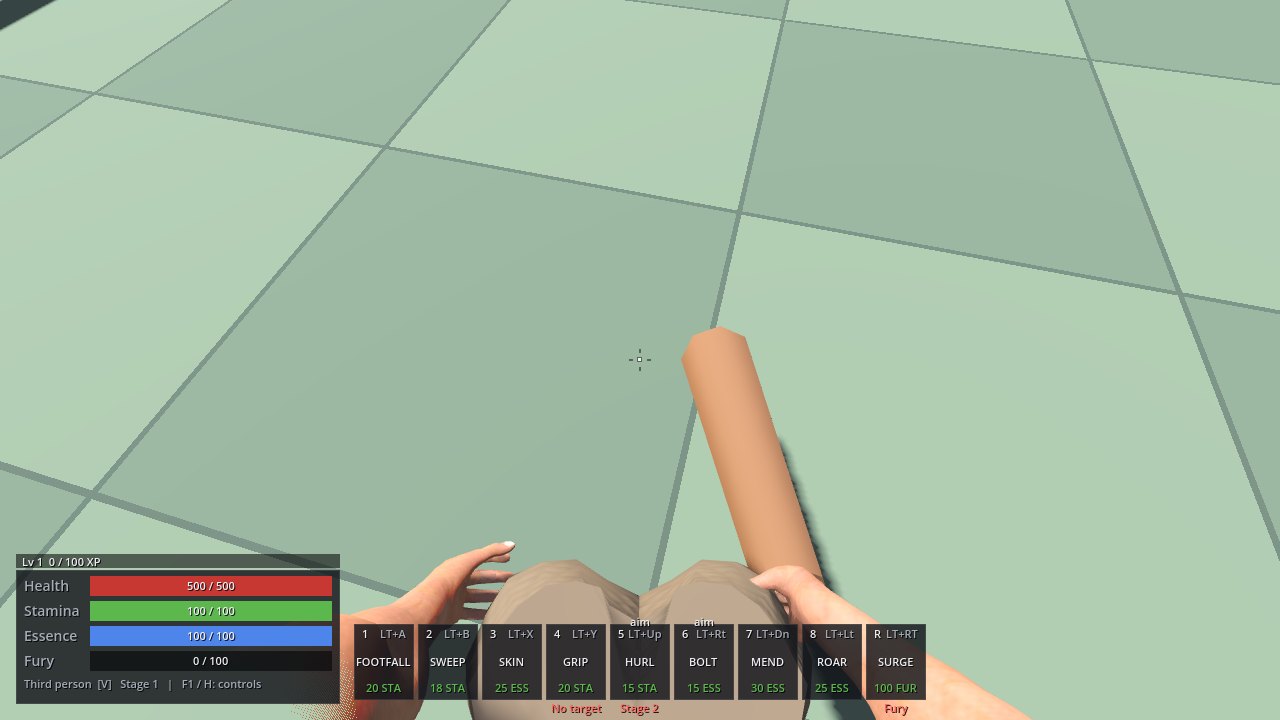 Lv 1 0 / 100 XP
Health 500 / 500
Stamina 100 / 100
Essence 100 / 100
Fury 0 / 100
Third person [V] Stage 1 | F1 / H: controls
aim aim
1 LT+A 2 LT+B 3 LT+X 4 LT+Y 5 LT+Up 6 LT+Rt 7 LT+Dn 8 LT+Lt R LT+RT
FOOTFALL SWEEP SKIN GRIP HURL BOLT MEND ROAR SURGE
20 STA 18 STA 25 ESS 20 STA 15 STA 15 ESS 30 ESS 25 ESS 100 FUR
No target Stage 2 Fury